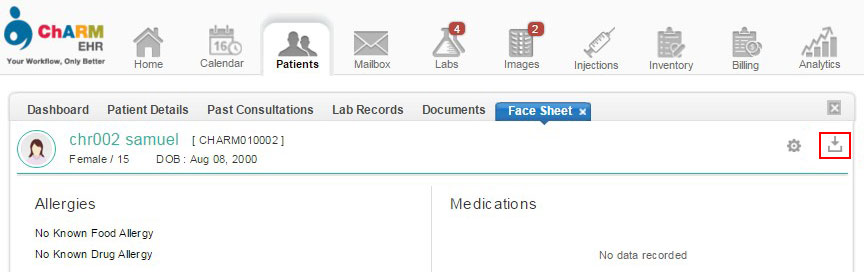 ChARM
EHR
Your Workflow, Only Better
Home
16
Calendar
Patients
Mailbox
4
Labs
2
Images
Injections
Inventory
Billing
Analytics
Dashboard Patient Details Past Consultations Lab Records Documents Face Sheet x
chr002 samuel [ CHARM010002 ]
Female / 15 DOB : Aug 08, 2000
Allergies
Medications
No Known Food Allergy
No Known Drug Allergy
No data recorded